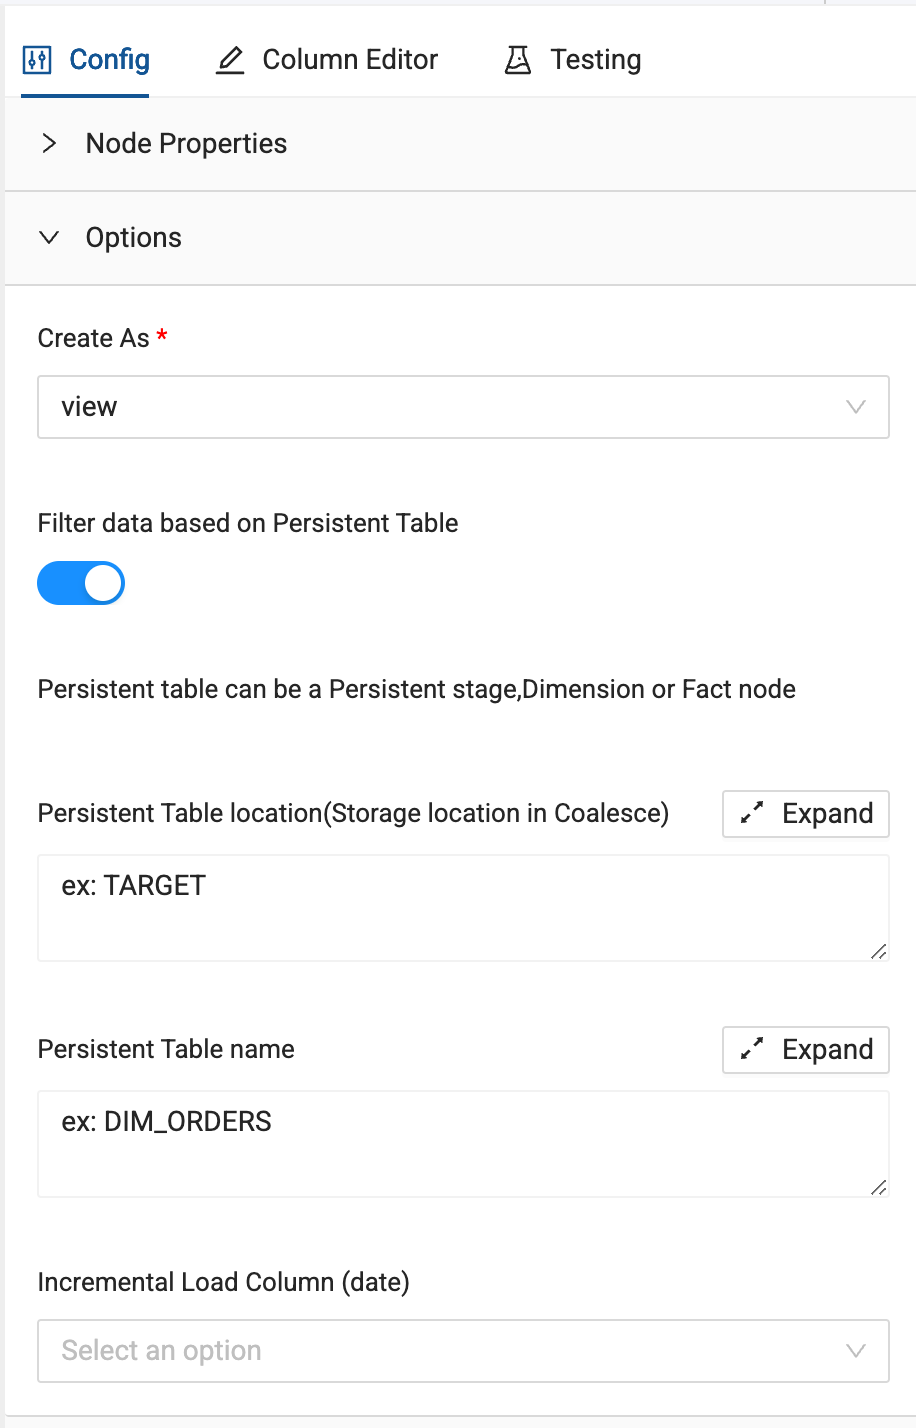 Config
Column Editor
Testing
Node Properties
Options
Create As *
view
Filter data based on Persistent Table
Persistent table can be a Persistent stage,Dimension or Fact node
Persistent Table location(Storage location in Coalesce)
Expand
ex: TARGET
Persistent Table name
Expand
ex: DIM_ORDERS
Incremental Load Column (date)
Select an option